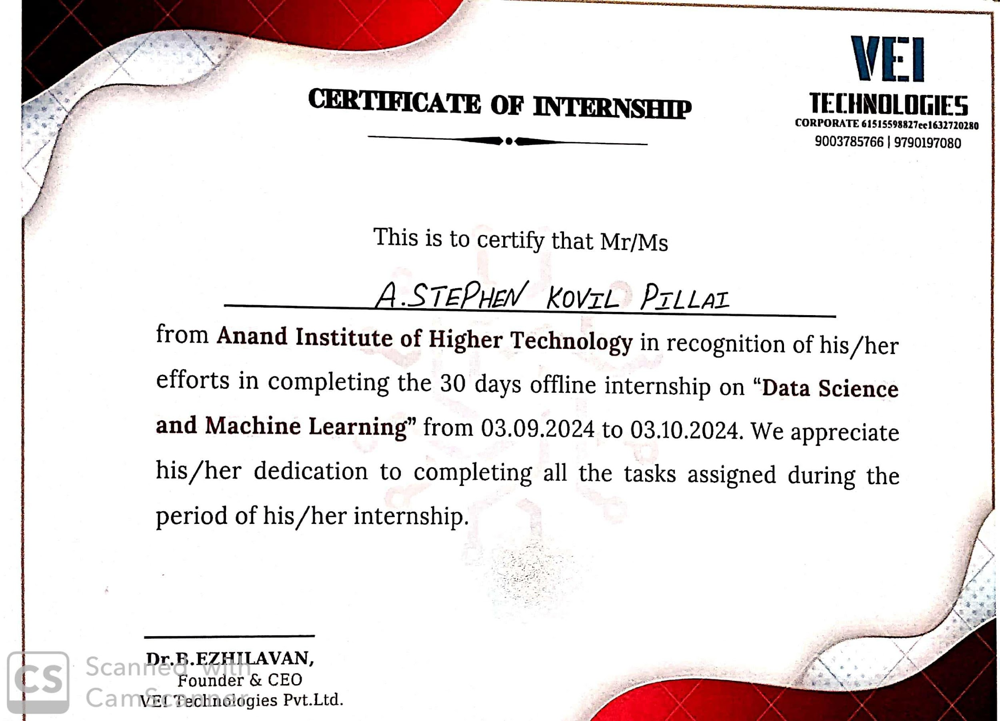 VEI
TECHNOLOGIES
CORPORATE 61515598827ec1632720280
9003785766 | 9790197080
CERTIFICATE OF INTERNSHIP
This is to certify that Mr/Ms
A.STEPHEN KOVIL PILLAI
from Anand Institute of Higher Technology in recognition of his/her
efforts in completing the 30 days offline internship on “Data Science
and Machine Learning” from 03.09.2024 to 03.10.2024. We appreciate
his/her dedication to completing all the tasks assigned during the
period of his/her internship.
Dr.B.EZHILAVAN,
Founder & CEO
VEI Technologies Pvt.Ltd.
CS
Scanned with
CamScanner